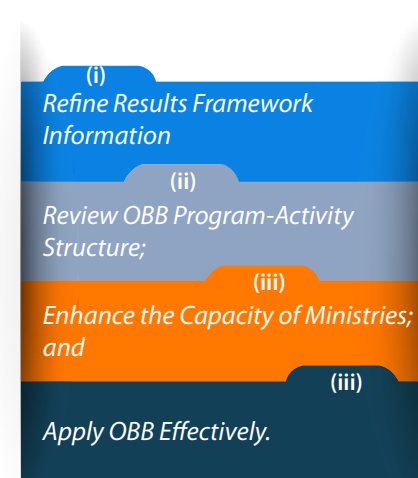 (i)
Refine Results Framework
Information
(ii)
Review OBB Program-Activity
Structure;
(iii)
Enhance the Capacity of Ministries;
and
(iii)
Apply OBB Effectively.